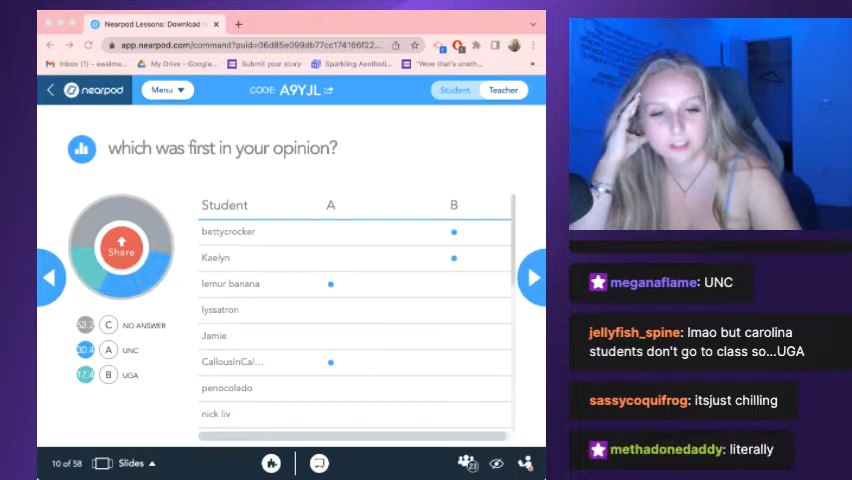 Nearpod Lessons: Download r
app.nearpod.com/command?puid=06d85e099db77cc174166f22...
Inbox (1) - ewalma...
My Drive - Google...
Submit your story
Sparkling Aesthetic...
"Wow that's uneth...
»
nearpod
Menu
CODE: A9YJL
Student
Teacher
which was first in your opinion?
Share
Student A B
bettycrocker
Kaelyn
lemur banana
lyssatron
Jamie
CallousInCal...
penocolado
nick liv
52.2 C NO ANSWER
30.4 A UNC
17.4 B UGA
10 of 58
Slides
23
meganaflame: UNC
jellyfish_spine: lmao but carolina
students don't go to class so...UGA
sassycoquifrog: itsjust chilling
methadonedaddy: literally